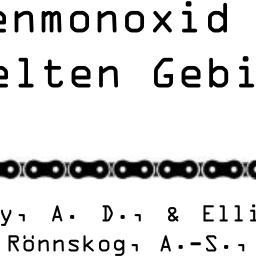 enmonoxid
elten Gebi
y, A. D., & Elli
Rönnskog, A.-S.,